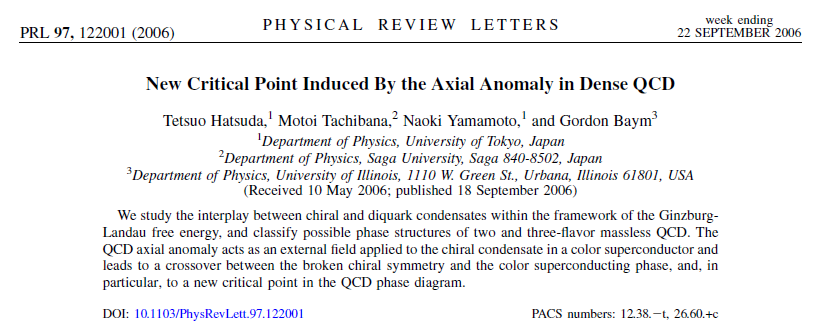 PRL 97, 122001 (2006)
PHYSICAL REVIEW LETTERS
week ending
22 SEPTEMBER 2006
New Critical Point Induced By the Axial Anomaly in Dense QCD
Tetsuo Hatsuda,1 Motoi Tachibana,2 Naoki Yamamoto,1 and Gordon Baym3
1Department of Physics, University of Tokyo, Japan
2Department of Physics, Saga University, Saga 840-8502, Japan
3Department of Physics, University of Illinois, 1110 W. Green St., Urbana, Illinois 61801, USA
(Received 10 May 2006; published 18 September 2006)
We study the interplay between chiral and diquark condensates within the framework of the Ginzburg-
Landau free energy, and classify possible phase structures of two and three-flavor massless QCD. The
QCD axial anomaly acts as an external field applied to the chiral condensate in a color superconductor and
leads to a crossover between the broken chiral symmetry and the color superconducting phase, and, in
particular, to a new critical point in the QCD phase diagram.
DOI: 10.1103/PhysRevLett.97.122001
PACS numbers: 12.38.−t, 26.60.+c